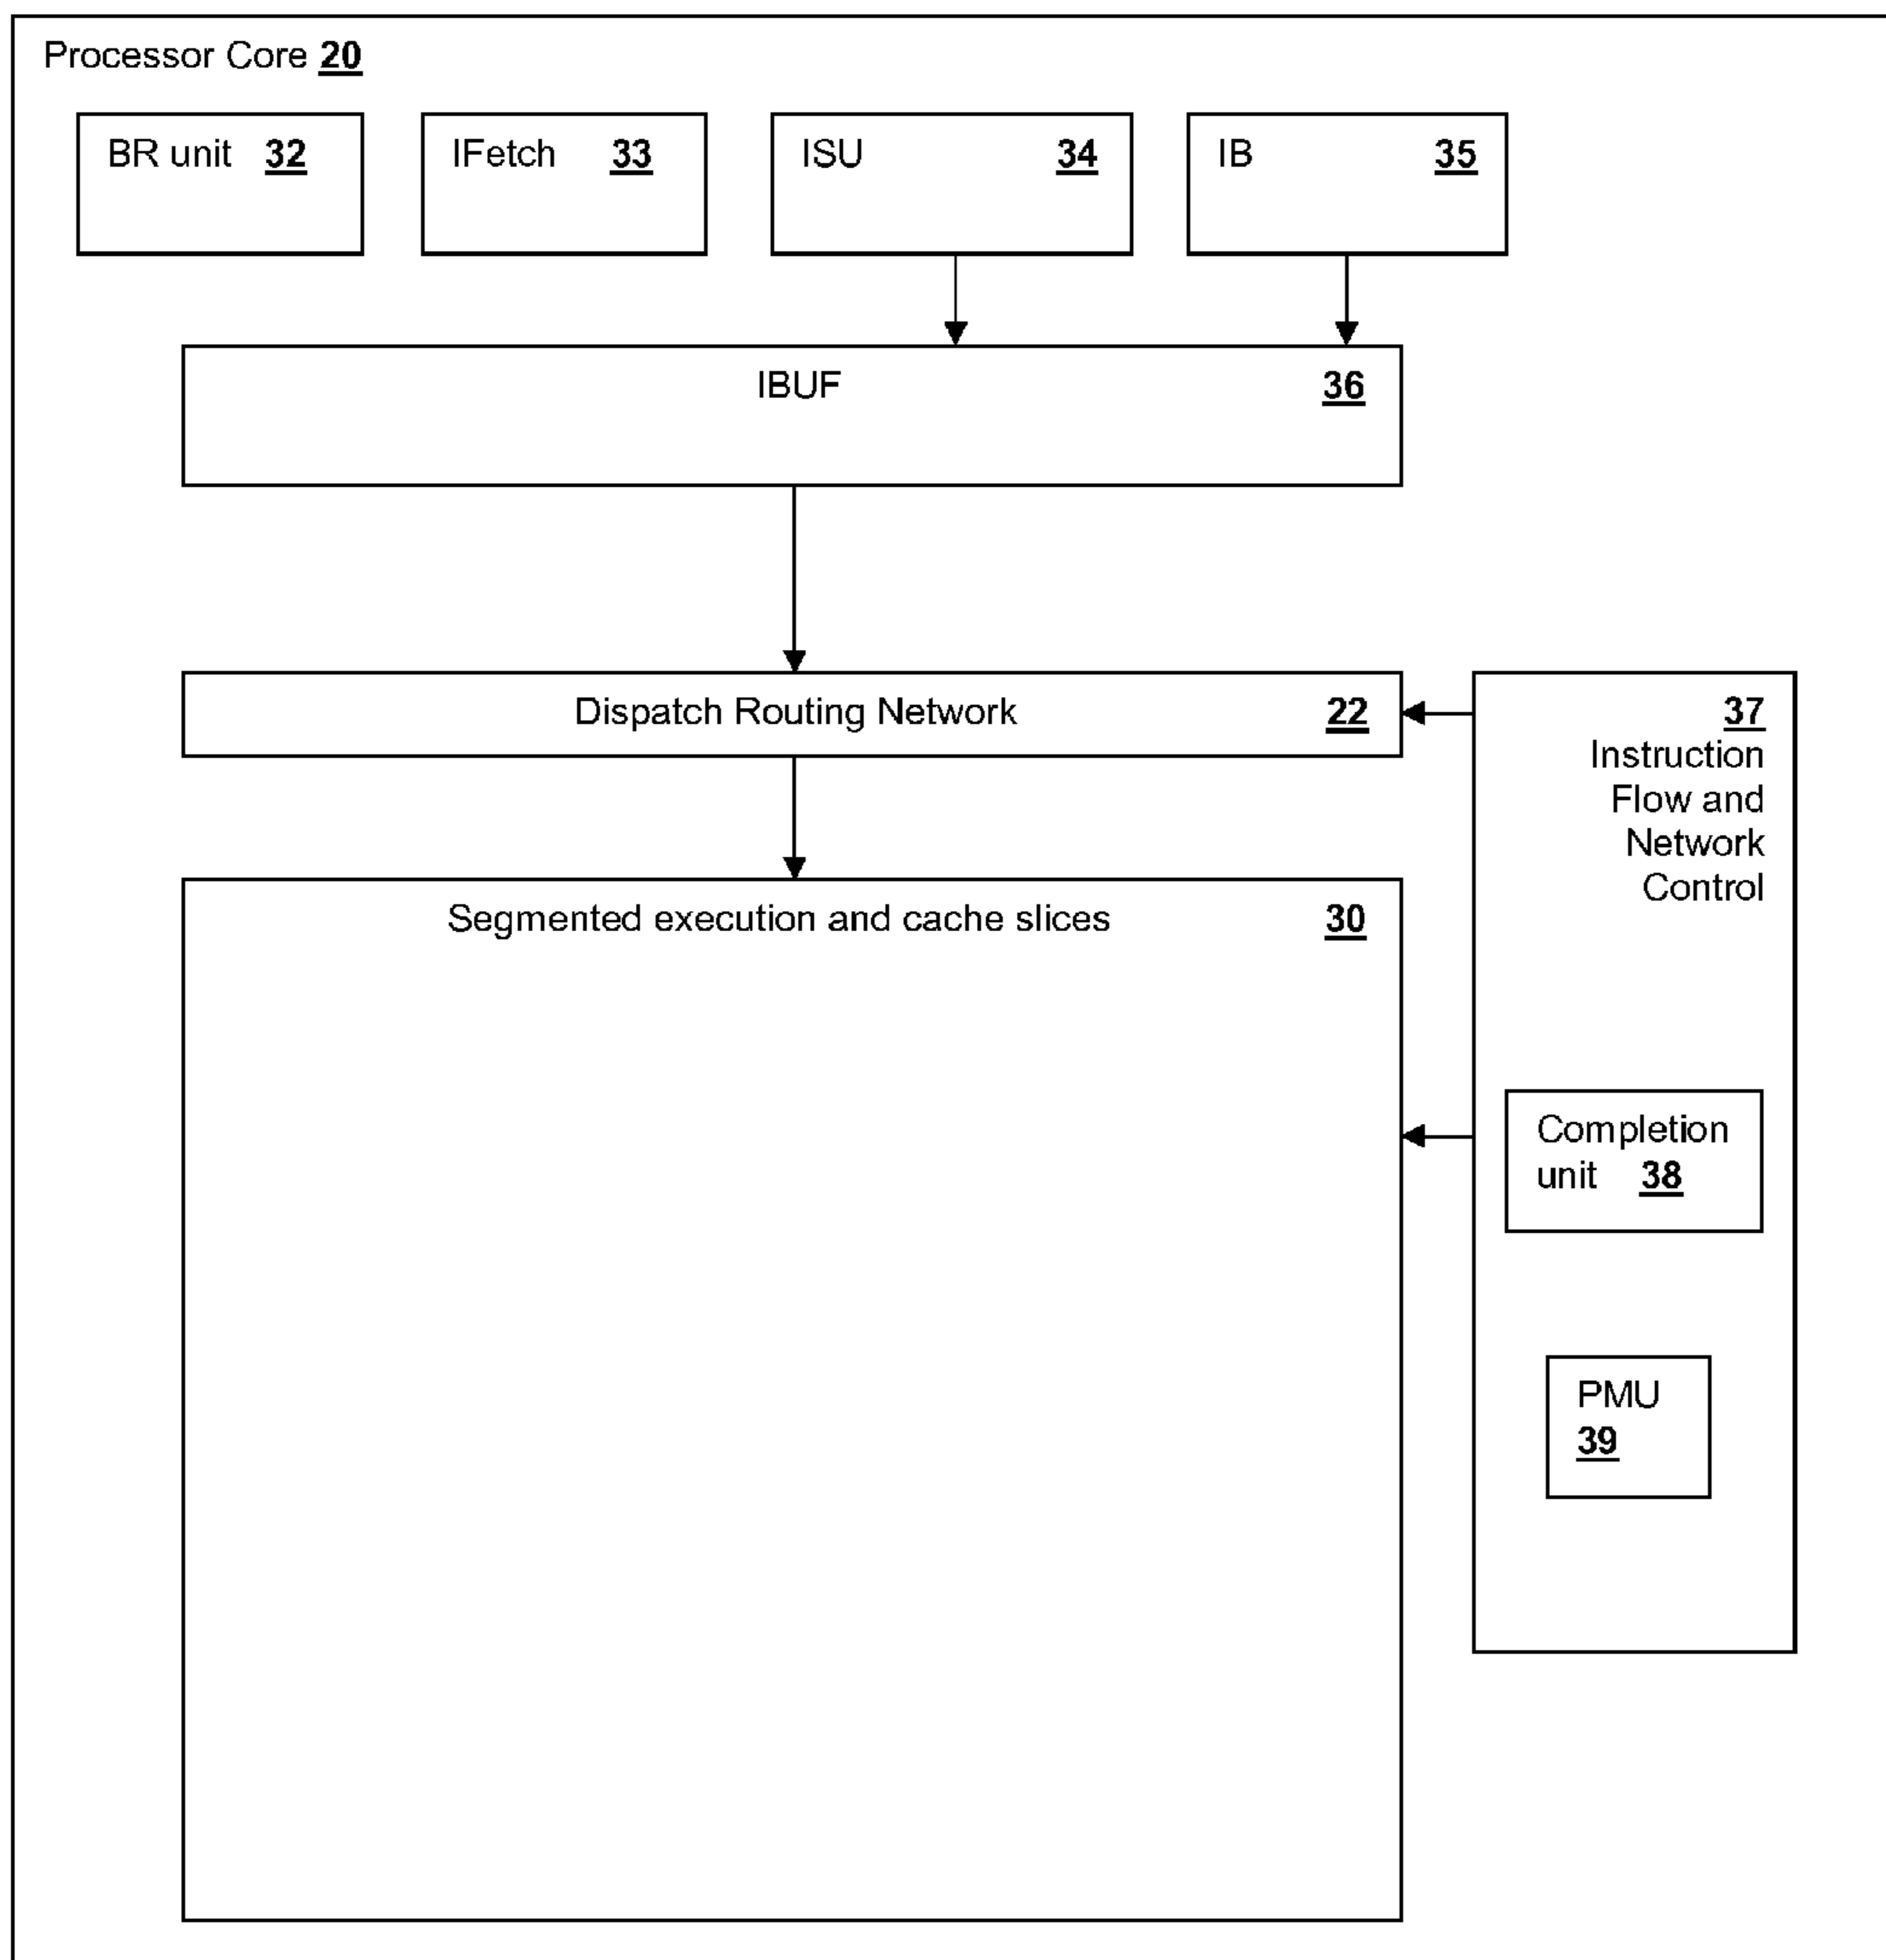 Processor Core 20
BR unit 32
IFetch 33
ISU 34
IB 35
IBUF 36
Dispatch Routing Network 22
37
Instruction
Flow and
Network
Control
Segmented execution and cache slices 30
Completion
unit 38
PMU
39